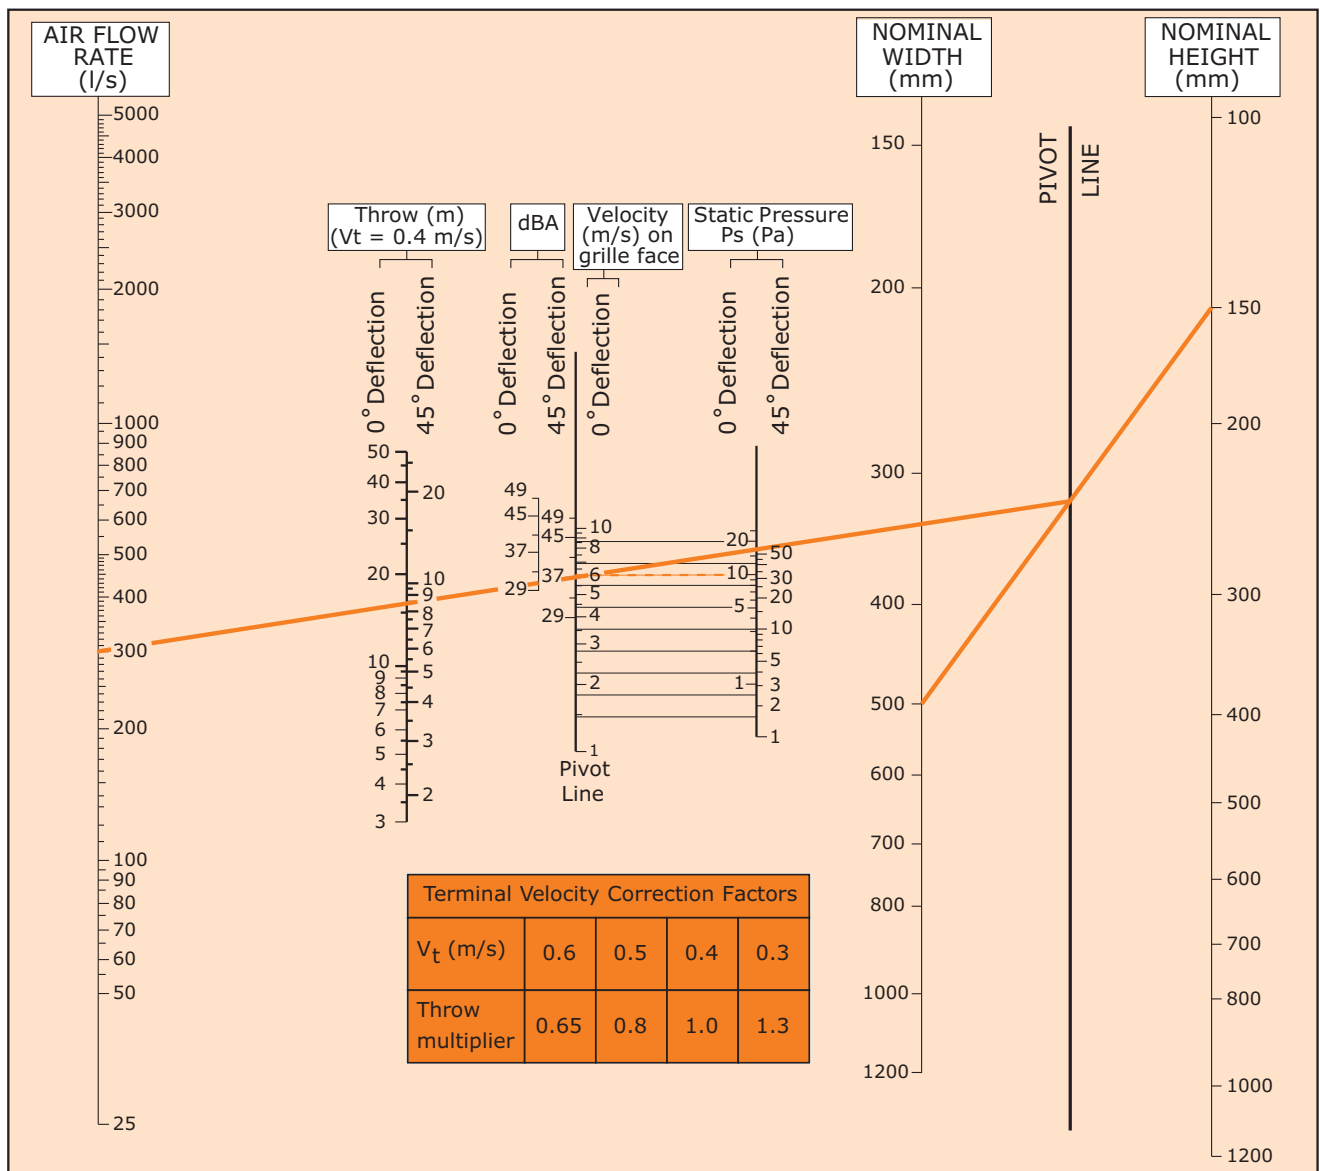 AIR FLOW
RATE
(l/s)
NOMINAL
WIDTH
(mm)
NOMINAL
HEIGHT
(mm)
5000
4000
3000
2000
1000
900
800
700
600
500
400
300
200
100
90
80
70
60
50
25
Throw (m)
(Vt = 0.4 m/s)
0° Deflection
45° Deflection
50
40
30
20
10
9
8
7
6
5
4
3
20
10
9
8
7
6
5
4
3
2
dBA
0° Deflection
45° Deflection
49
45
37
29
49
45
37
29
Velocity
(m/s) on
grille face
0° Deflection
10
8
6
5
4
3
2
1
Pivot
Line
Static Pressure
Ps (Pa)
0° Deflection
45° Deflection
20
10
5
1
50
30
20
10
5
3
2
1
150
200
300
400
500
600
700
800
1000
1200
PIVOT
LINE
100
150
200
300
400
500
600
700
800
1000
1200
Terminal Velocity Correction Factors
Vt (m/s) 0.6 0.5 0.4 0.3
Throw
multiplier 0.65 0.8 1.0 1.3